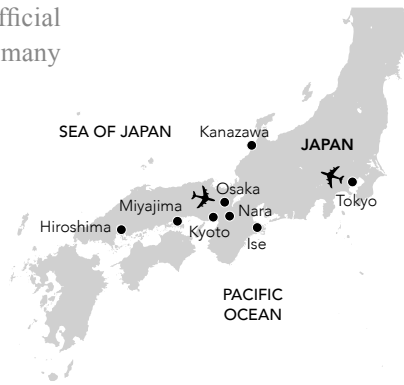 fficial
many
SEA OF JAPAN
Kanazawa
JAPAN
Osaka
Tokyo
Miyajima
Nara
Hiroshima
Kyoto
Ise
PACIFIC
OCEAN